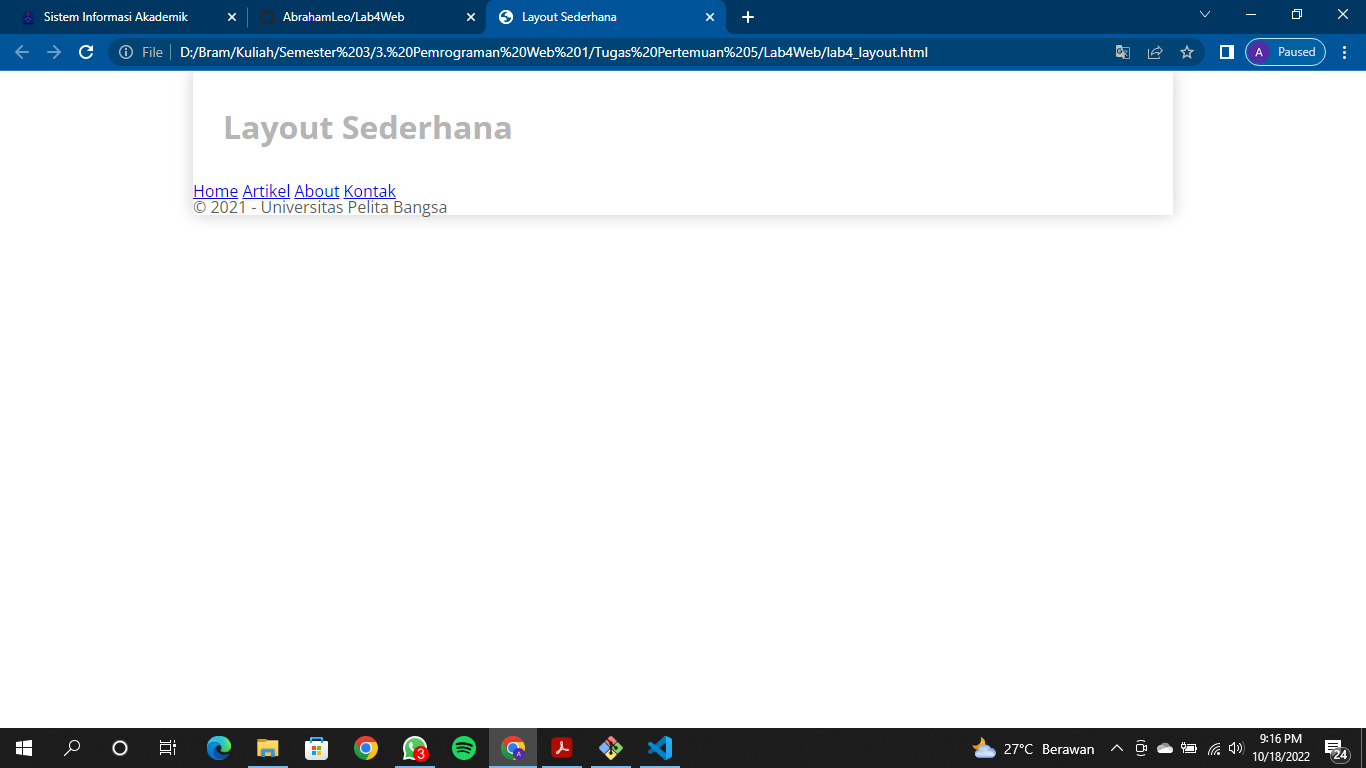 Sistem Informasi Akademik
AbrahamLeo/Lab4Web
Layout Sederhana
File
D:/Bram/Kuliah/Semester%203/3.%20Pemrograman%20Web%201/Tugas%20Pertemuan%205/Lab4Web/lab4_layout.html
A
Paused
Layout Sederhana
Home Artikel About Kontak
© 2021 - Universitas Pelita Bangsa
3
A
27°C Berawan
9:16 PM
10/18/2022
24